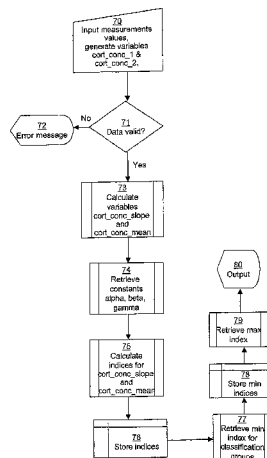 70
Input measurements
values,
generate variables
cort_conc_1 &
cort_conc_2,
No
72
Error message
71
Data valid?
Yes
73
Calculate
variables
cort_conc_slope
and
cort_conc_mean
74
Retrieve
constants
alpha, beta,
gamma
75
Calculate
indices for
cort_conc_slope
and
cort_conc_mean
76
Store indices
77
Retrieve min
index for
classification
groups
78
Store min
indices
79
Retrieve max
index
80
Output